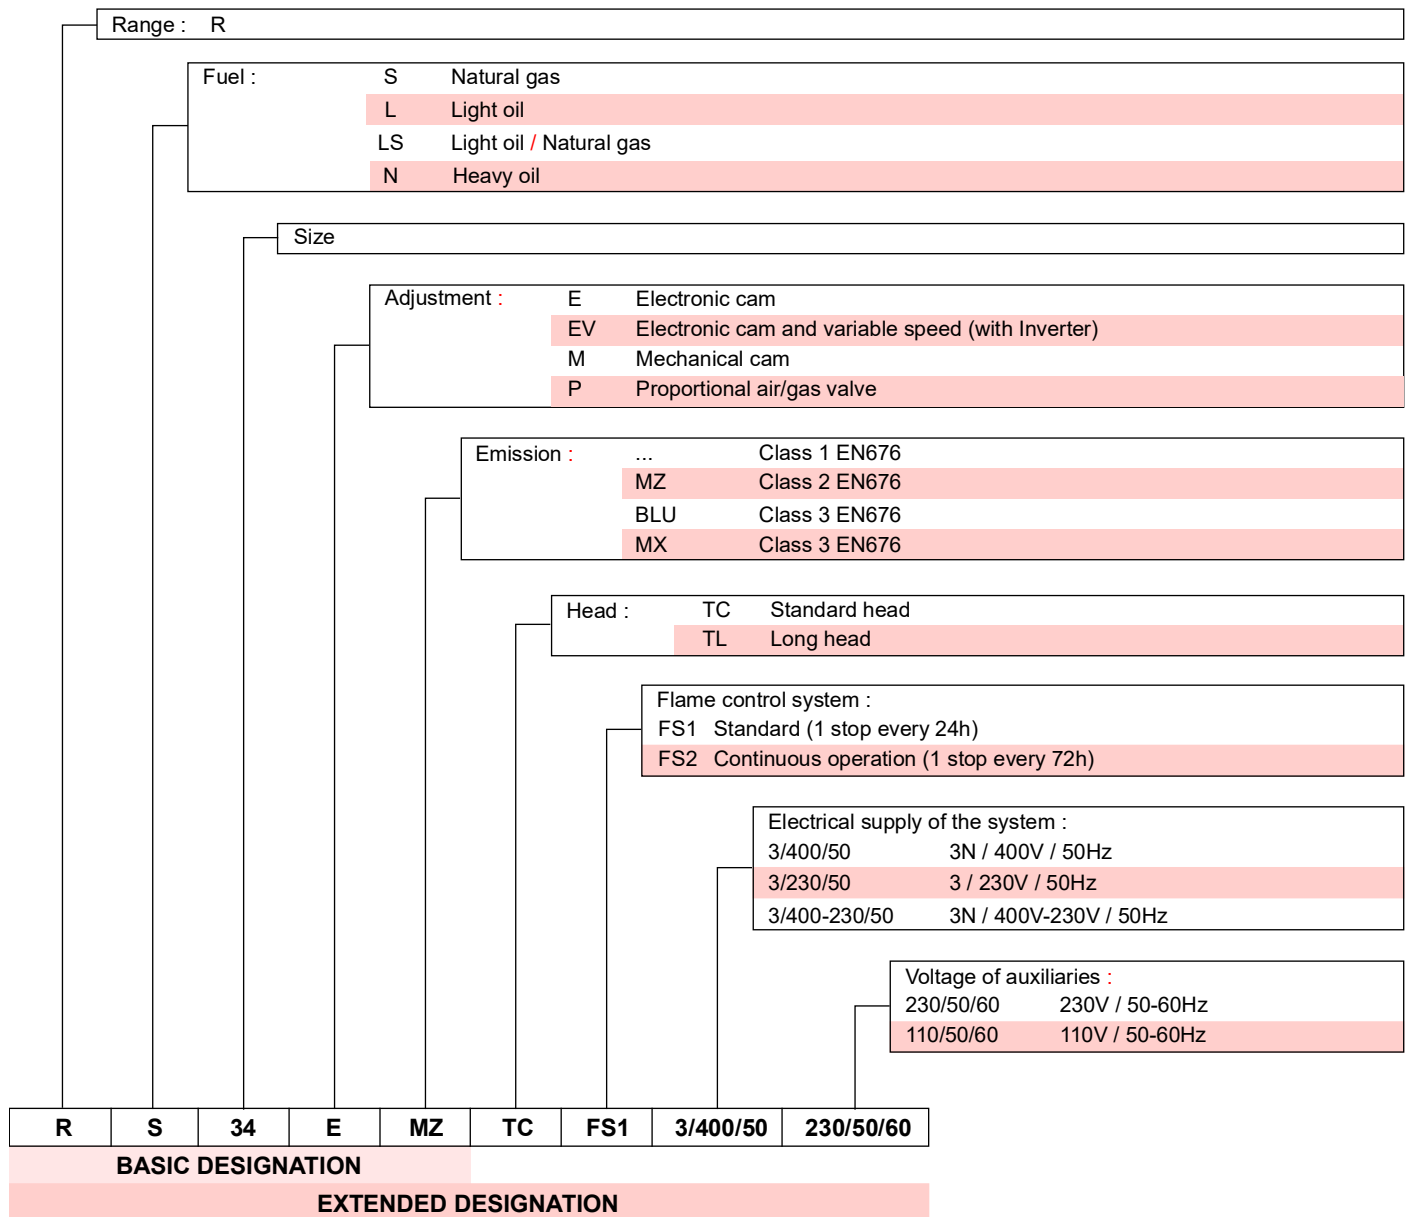 Range : R
Fuel : S Natural gas
L Light oil
LS Light oil / Natural gas
N Heavy oil
Size
Adjustment : E Electronic cam
EV Electronic cam and variable speed (with Inverter)
M Mechanical cam
P Proportional air/gas valve
Emission : ... Class 1 EN676
MZ Class 2 EN676
BLU Class 3 EN676
MX Class 3 EN676
Head : TC Standard head
TL Long head
Flame control system :
FS1 Standard (1 stop every 24h)
FS2 Continuous operation (1 stop every 72h)
Electrical supply of the system :
3/400/50 3N / 400V / 50Hz
3/230/50 3 / 230V / 50Hz
3/400-230/50 3N / 400V-230V / 50Hz
Voltage of auxiliaries :
230/50/60 230V / 50-60Hz
110/50/60 110V / 50-60Hz
R S 34 E MZ TC FS1 3/400/50 230/50/60
BASIC DESIGNATION
EXTENDED DESIGNATION